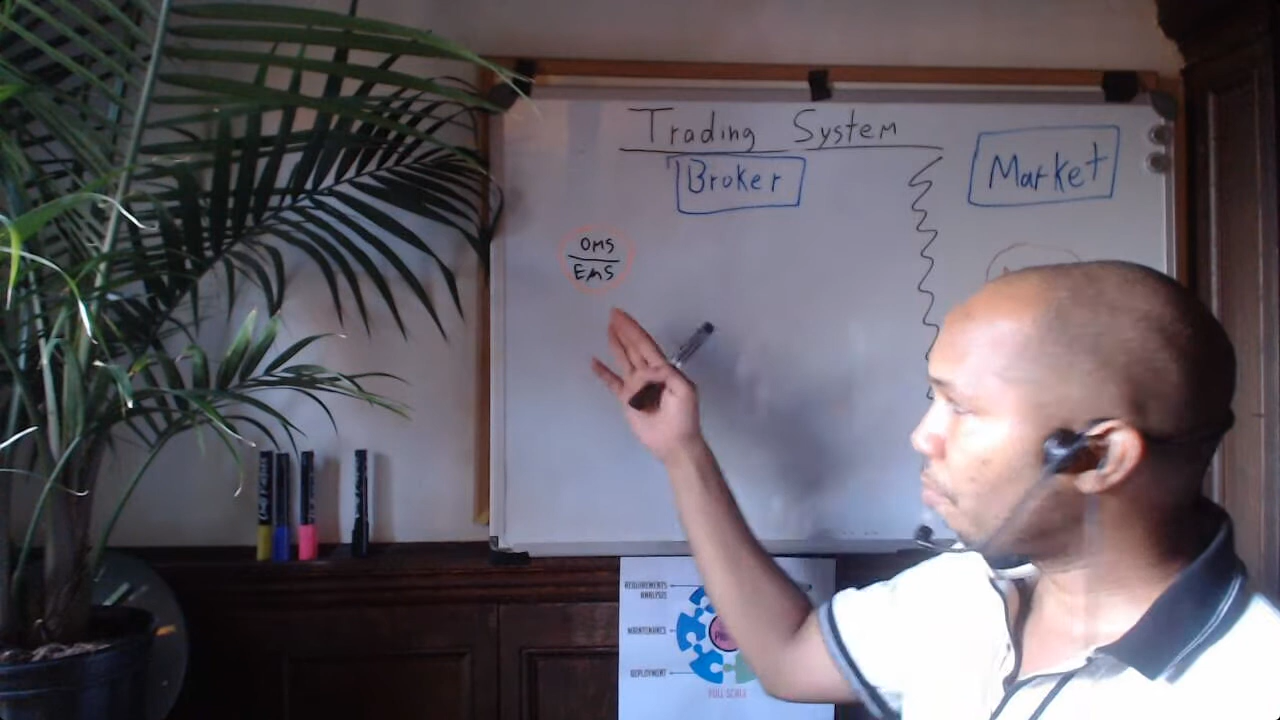 Trading System
Broker
Market
OMS
EMS
REQUIREMENTS
ANALYSIS
MAINTENANCE
DEPLOYMENT
FULL SCALE